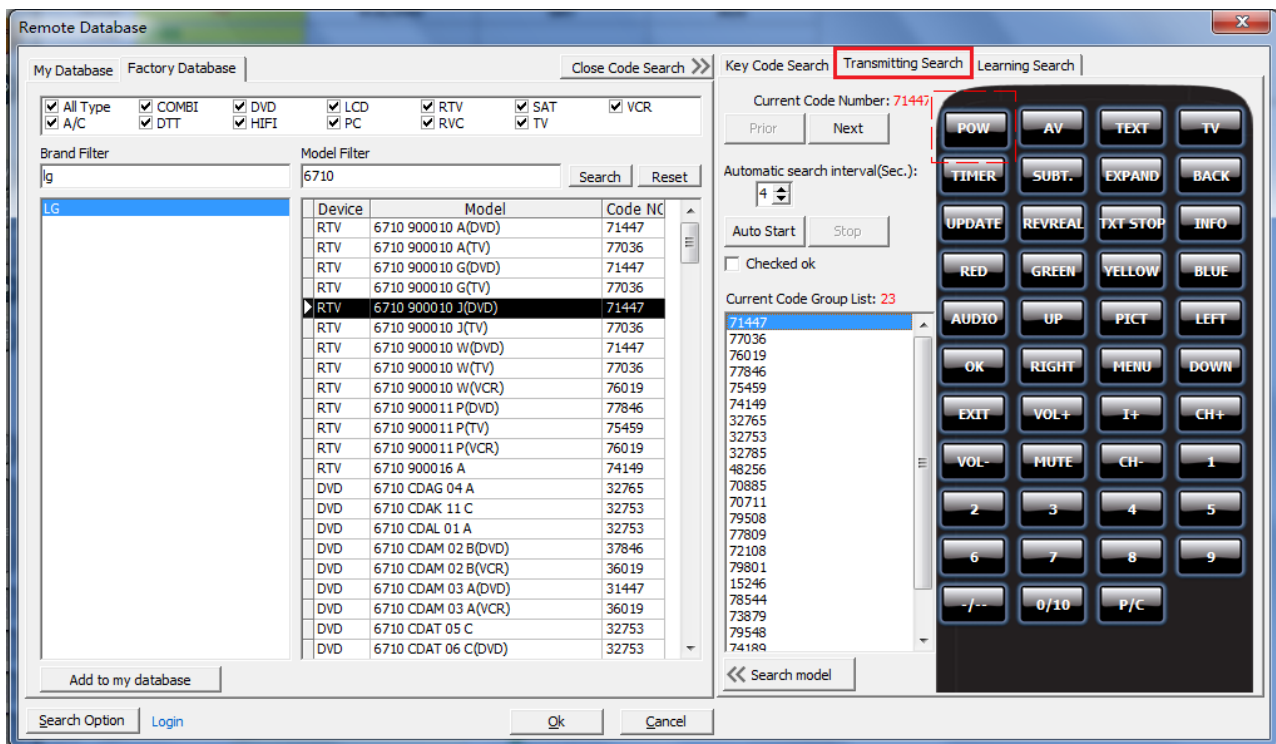 Remote Database
My Database Factory Database Close Code Search
All Type COMBI DVD LCD RTV SAT VCR
A/C DTT HIFI PC RVC TV
Brand Filter Model Filter
lg 6710 Search Reset
LG
Device Model Code NO
RTV 6710 900010 A(DVD) 71447
RTV 6710 900010 A(TV) 77036
RTV 6710 900010 G(DVD) 71447
RTV 6710 900010 G(TV) 77036
RTV 6710 900010 J(DVD) 71447
RTV 6710 900010 J(TV) 77036
RTV 6710 900010 W(DVD) 71447
RTV 6710 900010 W(TV) 77036
RTV 6710 900010 W(VCR) 76019
RTV 6710 900011 P(DVD) 77846
RTV 6710 900011 P(TV) 75459
RTV 6710 900011 P(VCR) 76019
RTV 6710 900016 A 74149
DVD 6710 CDAG 04 A 32765
DVD 6710 CDAK 11 C 32753
DVD 6710 CDAL 01 A 32753
DVD 6710 CDAM 02 B(DVD) 37846
DVD 6710 CDAM 02 B(VCR) 36019
DVD 6710 CDAM 03 A(DVD) 31447
DVD 6710 CDAM 03 A(VCR) 36019
DVD 6710 CDAT 05 C 32753
DVD 6710 CDAT 06 C(DVD) 32753
Add to my database
Search Option Login Ok Cancel
Key Code Search Transmitting Search Learning Search
Current Code Number: 71447
Prior Next
Automatic search interval(Sec.):
4
Auto Start Stop
Checked ok
Current Code Group List: 23
71447
77036
76019
77846
75459
74149
32765
32753
32785
48256
70885
70711
79508
77809
72108
79801
15246
78544
73879
79548
74189
Search model
POW AV TEXT TV
TIMER SUBT. EXPAND BACK
UPDATE REVREAL TXT STOP INFO
RED GREEN YELLOW BLUE
AUDIO UP PICT LEFT
OK RIGHT MENU DOWN
EXIT VOL+ I+ CH+
VOL- MUTE CH- 1
2 3 4 5
6 7 8 9
-/-- 0/10 P/C